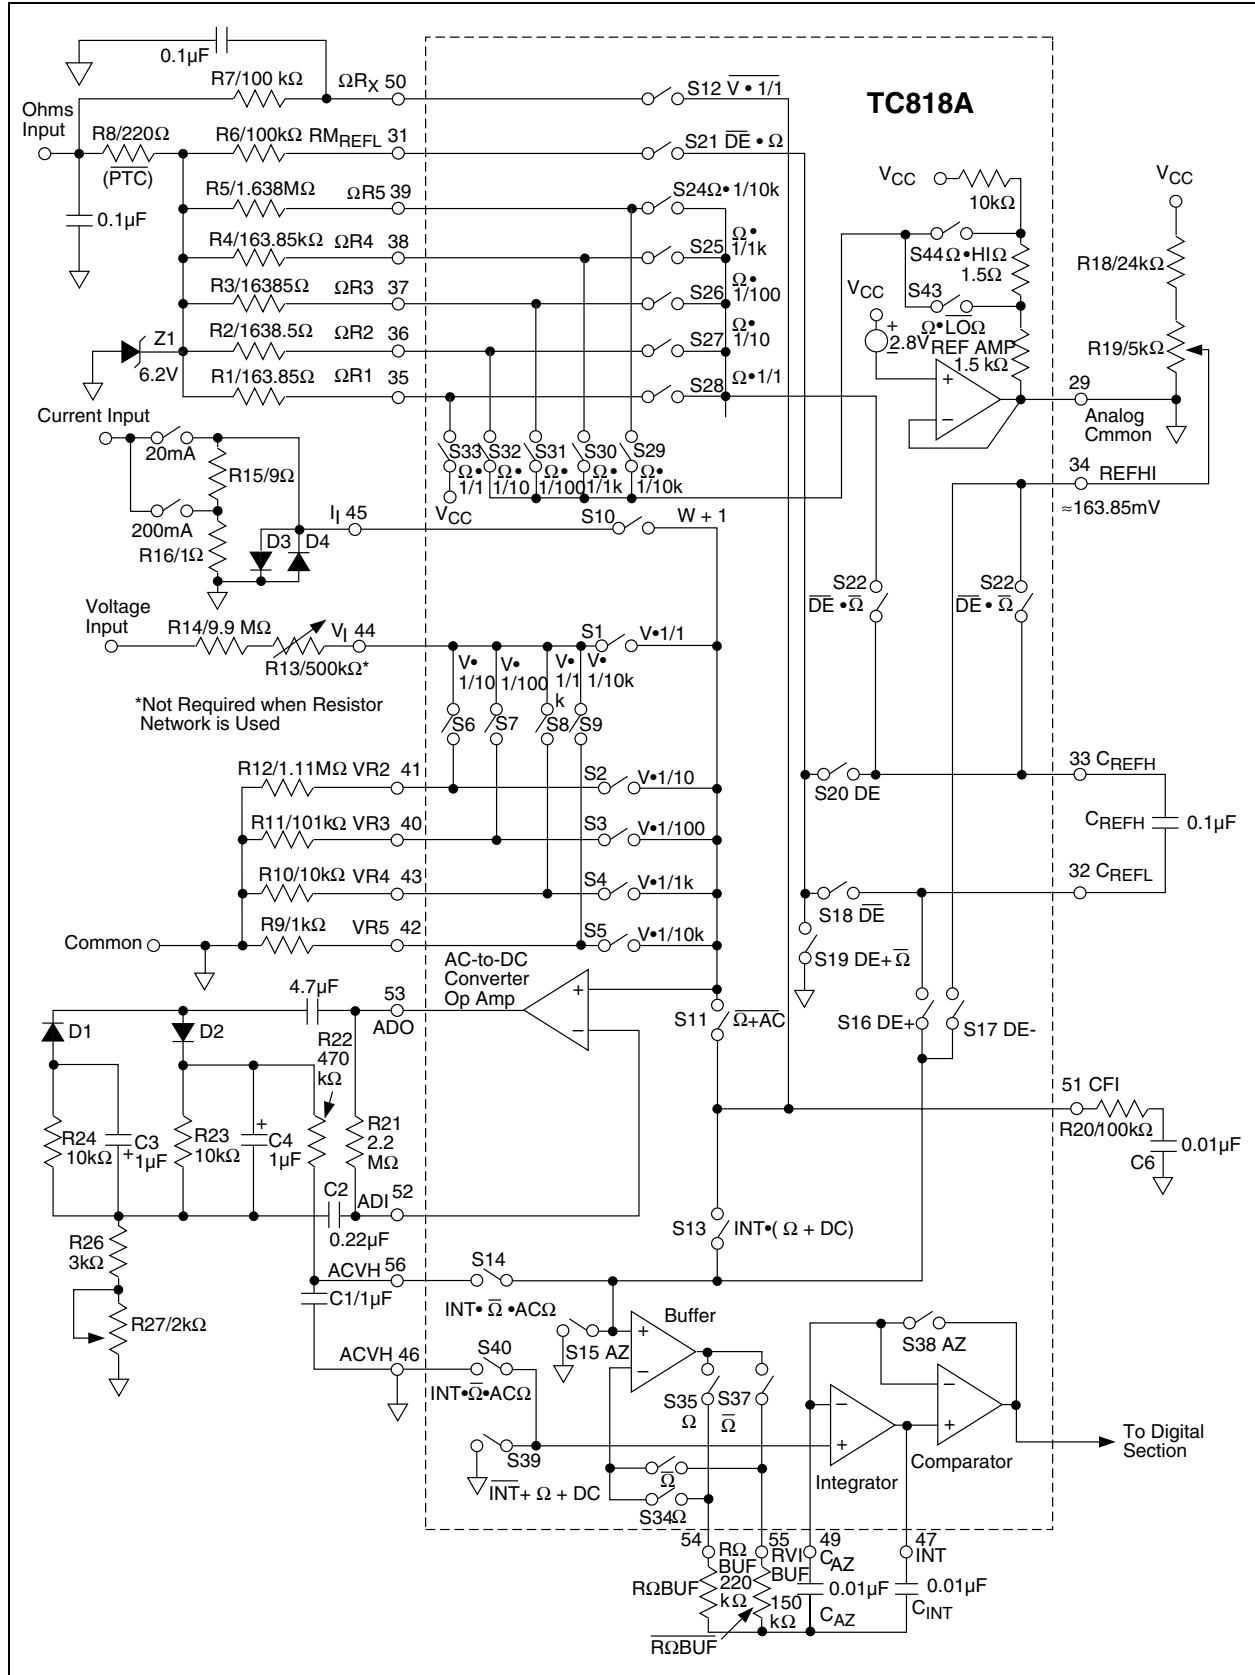 0.1µF
R7/100 kΩ
ΩRX 50
S12 V • 1/1
TC818A
Ohms
Input
R8/220Ω
(PTC)
R6/100kΩ
RMREFL 31
S21 DE • Ω
0.1µF
R5/1.638MΩ
ΩR5 39
S24Ω•1/10k
VCC
10kΩ
VCC
R4/163.85kΩ
ΩR4 38
S25
Ω•
1/1k
S44Ω•HIΩ
1.5Ω
R18/24kΩ
R3/16385Ω
ΩR3 37
S26
Ω•
1/100
S43
VCC
Ω•LOΩ
Z1
6.2V
R2/1638.5Ω
ΩR2 36
S27
Ω•
1/10
+
2.8V
–
REF AMP
1.5 kΩ
R19/5kΩ
R1/163.85Ω
ΩR1 35
S28
Ω•1/1
+
–
29
Analog
Cmmon
Current Input
20mA
R15/9Ω
S33
Ω•
1/1
S32
Ω•
1/10
S31
Ω•
1/100
S30
Ω•
1/1k
S29
Ω•
1/10k
34 REFHI
≈163.85mV
VCC
200mA
R16/1Ω
D3 D4
II 45
S10
W + 1
S22
DE•Ω
S22
DE•Ω
Voltage
Input
R14/9.9 MΩ
R13/500kΩ*
VI 44
S1
V•1/1
V•
1/10
V•
1/100
V•
1/1
k
V•
1/10k
*Not Required when Resistor
Network is Used
S6
S7
S8
S9
R12/1.11MΩ VR2 41
S2
V•1/10
S20 DE
33 CREFH
R11/101kΩ VR3 40
S3
V•1/100
CREFH
0.1µF
R10/10kΩ VR4 43
S4
V•1/1k
S18 DE
32 CREFL
Common
R9/1kΩ
VR5 42
S5
V•1/10k
S19 DE+Ω
AC-to-DC
Converter
Op Amp
+
–
4.7µF
53
ADO
S11
Ω+AC
S16 DE+
S17 DE-
D1
D2
R22
470
kΩ
51 CFI
R20/100kΩ
0.01µF
C6
R24
10kΩ
C3
+
1µF
R23
10kΩ
+
C4
1µF
R21
2.2
MΩ
C2
0.22µF
ADI 52
S13
INT•( Ω + DC)
R26
3kΩ
ACVH 56
S14
INT• Ω •ACΩ
C1/1µF
R27/2kΩ
S15 AZ
+
–
Buffer
S38 AZ
ACVH 46
S40
INT•Ω•ACΩ
S35
Ω
S37
Ω
–
+
Integrator
–
+
Comparator
To Digital
Section
S39
INT+ Ω + DC
Ω
S34Ω
54
RΩ
BUF
55
RVI
BUF
49
CAZ
47
INT
RΩBUF
220
kΩ
150
kΩ
0.01µF
CAZ
0.01µF
CINT
RΩBUF